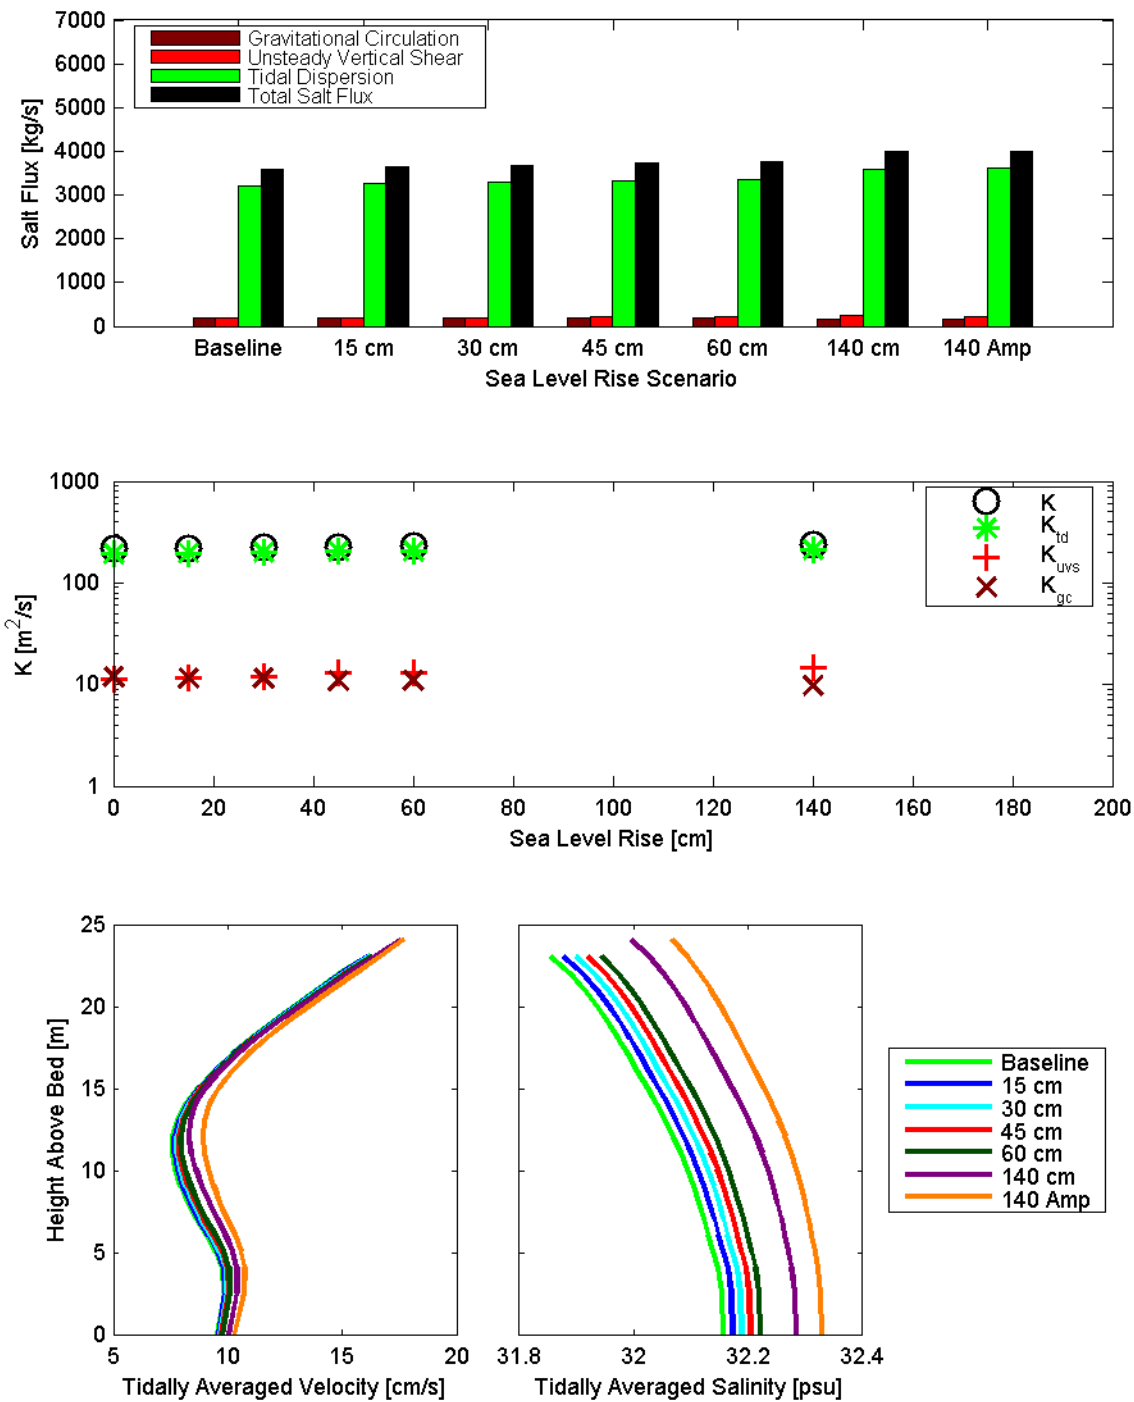 7000
6000
5000
4000
3000
2000
1000
0
Salt Flux [kg/s]
Gravitational Circulation
Unsteady Vertical Shear
Tidal Dispersion
Total Salt Flux
Baseline 15 cm 30 cm 45 cm 60 cm 140 cm 140 Amp
Sea Level Rise Scenario
1000
100
10
1
K [m²/s]
K
K_td
K_uvs
K_gc
0 20 40 60 80 100 120 140 160 180 200
Sea Level Rise [cm]
25
20
15
10
5
0
Height Above Bed [m]
5 10 15 20
Tidally Averaged Velocity [cm/s]
31.8 32 32.2 32.4
Tidally Averaged Salinity [psu]
Baseline
15 cm
30 cm
45 cm
60 cm
140 cm
140 Amp